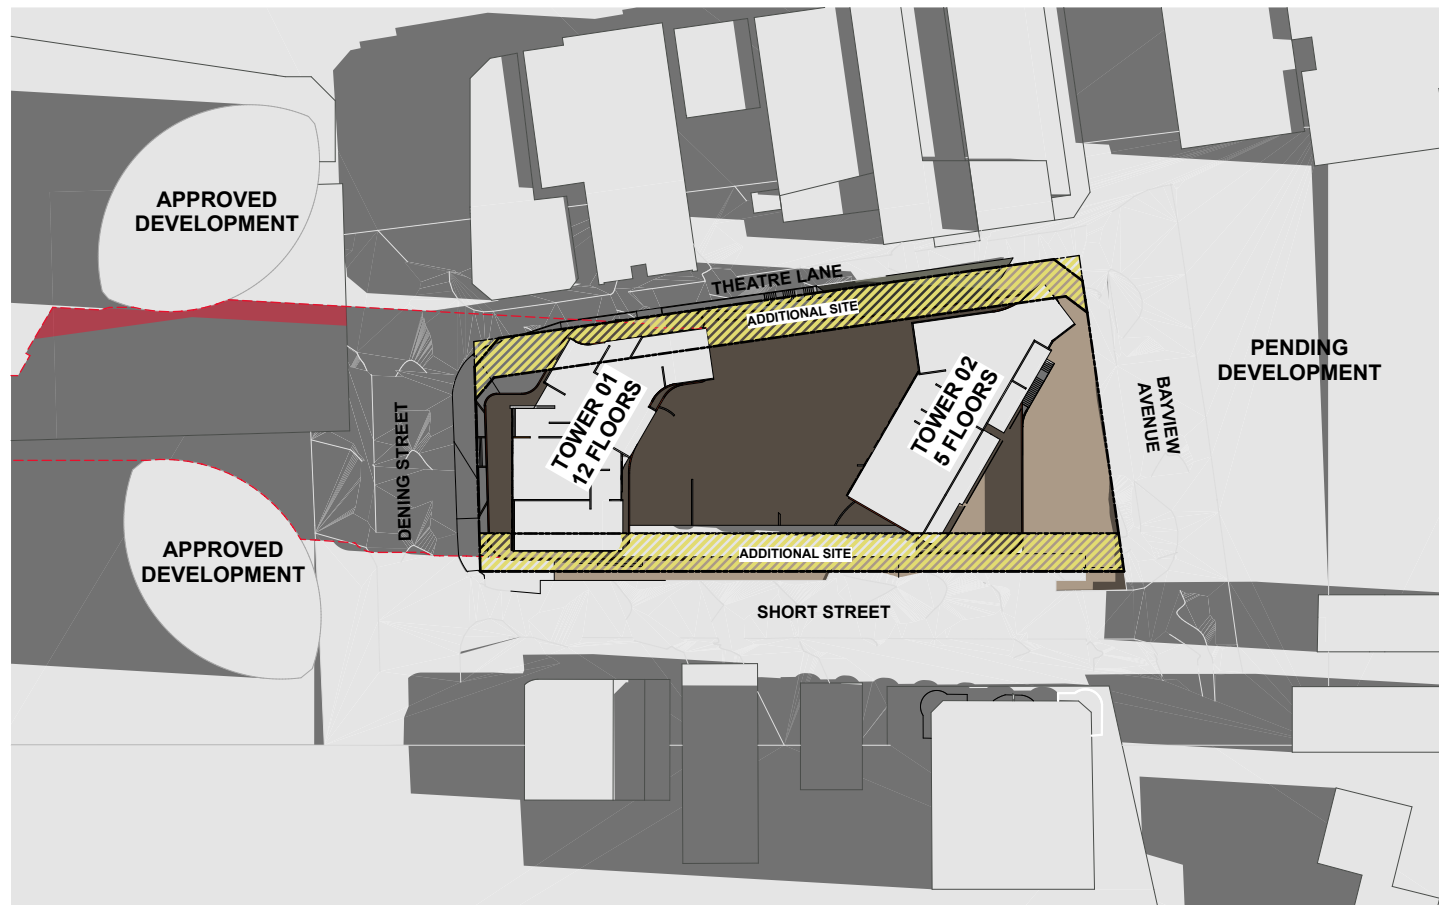 APPROVED
DEVELOPMENT
THEATRE LANE
ADDITIONAL SITE
PENDING
DEVELOPMENT
TOWER 01
12 FLOORS
TOWER 02
5 FLOORS
BAYVIEW
AVENUE
DENING STREET
APPROVED
DEVELOPMENT
ADDITIONAL SITE
SHORT STREET